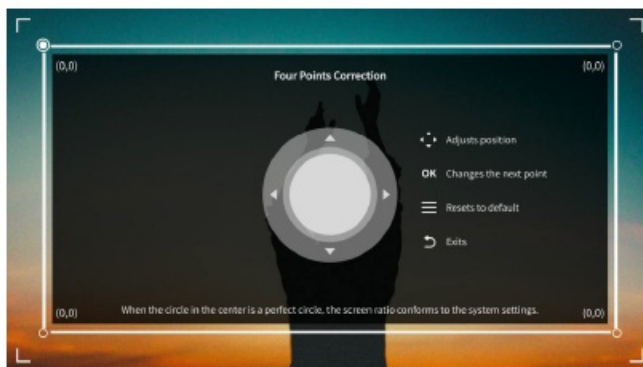 (0,0)
(0,0)
Four Points Correction
Adjusts position
OK Changes the next point
Resets to default
Exits
(0,0)
When the circle in the center is a perfect circle, the screen ratio conforms to the system settings.
(0,0)